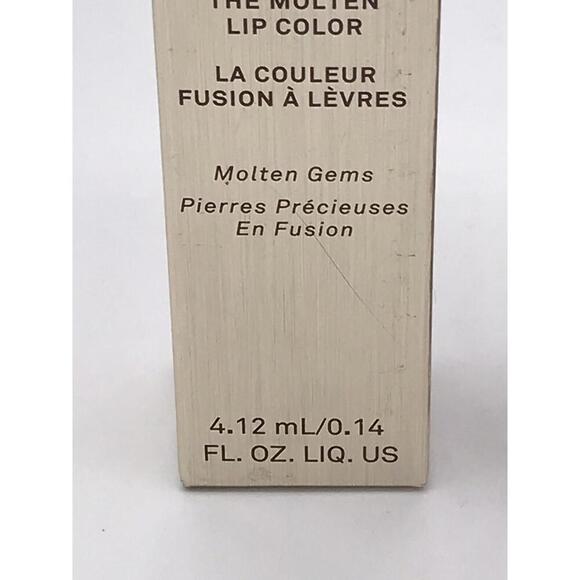 THE MOLTEN
LIP COLOR
LA COULEUR
FUSION À LÈVRES
Molten Gems
Pierres Précieuses
En Fusion
4.12 mL/0.14
FL. OZ. LIQ. US